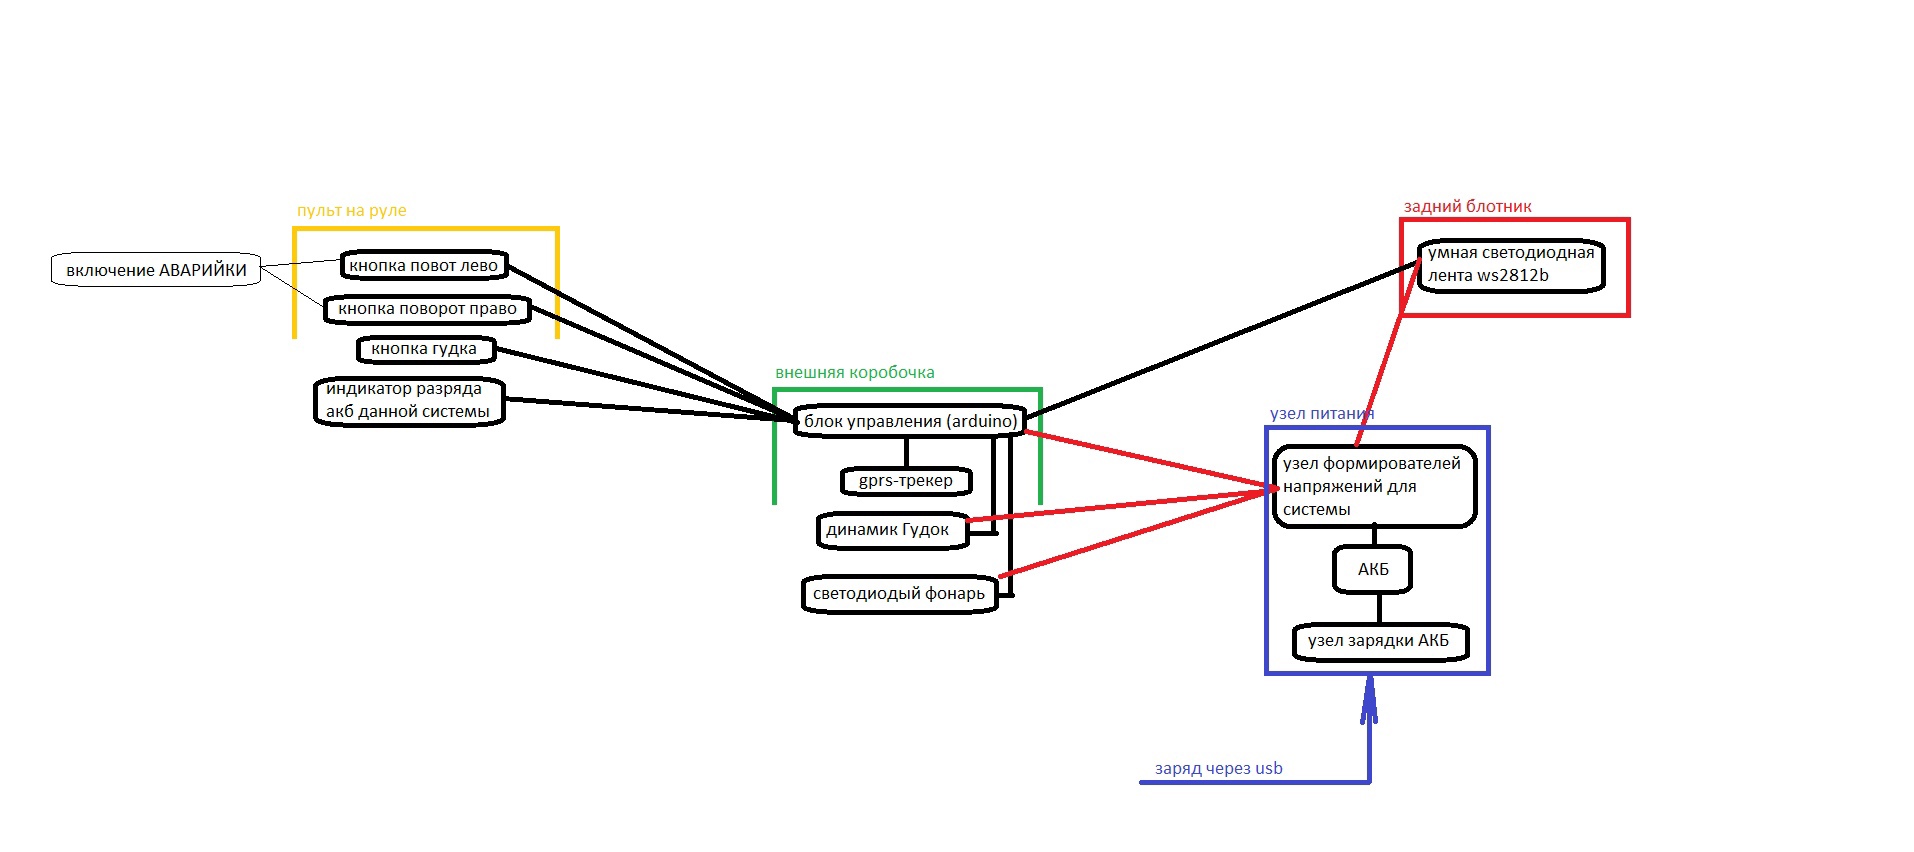 пульт на руле
включение АВАРИЙКИ
кнопка повот лево
кнопка поворот право
кнопка гудка
индикатор разряда
акб данной системы
внешняя коробочка
блок управления (arduino)
gprs-трекер
динамик Гудок
светодиодый фонарь
задний блотник
умная светодиодная
лента ws2812b
узел питания
узел формирователей
напряжений для
системы
АКБ
узел зарядки АКБ
заряд через usb